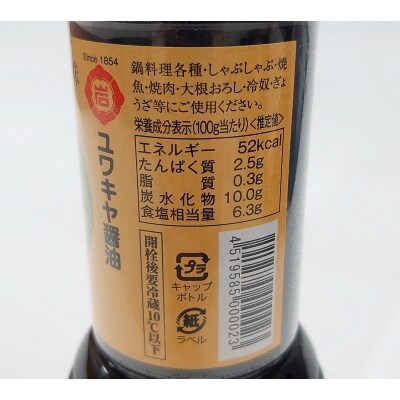 Since 1854
岩
ユワキヤ醤油
鍋料理各種・しゃぶしゃぶ・焼
魚・焼肉・大根おろし・冷奴・ぎょ
うざ等にご使用ください。
栄養成分表示(100g当たり)<推定値>
エネルギー 52kcal
たんぱく質 2.5g
脂質 0.3g
炭水化物 10.0g
食塩相当量 6.3g
開栓後要冷蔵10℃以下
プラ
キャップ
ボトル
紙
ラベル
4519585000023